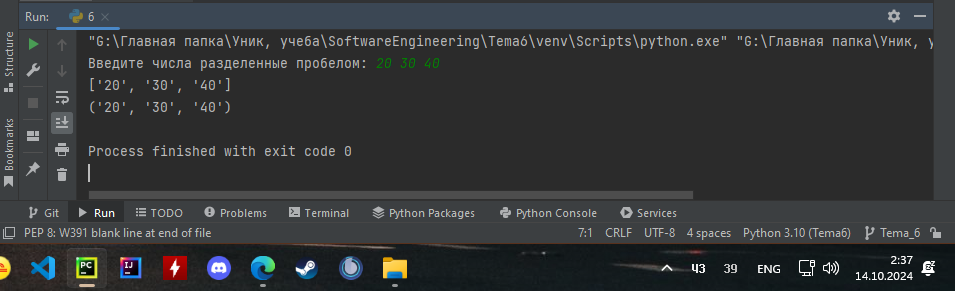 Run: 6
"G:\Главная папка\Уник, учеба\SoftwareEngineering\Tema6\venv\Scripts\python.exe" "G:\Главная папка\Уник, у
Введите числа разделенные пробелом: 20 30 40
['20', '30', '40']
('20', '30', '40')
Process finished with exit code 0
Structure
Bookmarks
Git Run TODO Problems Terminal Python Packages Python Console Services
PEP 8: W391 blank line at end of file 7:1 CRLF UTF-8 4 spaces Python 3.10 (Tema6) Tema_6
PC IJ ЧЗ 39 ENG 2:37
14.10.2024